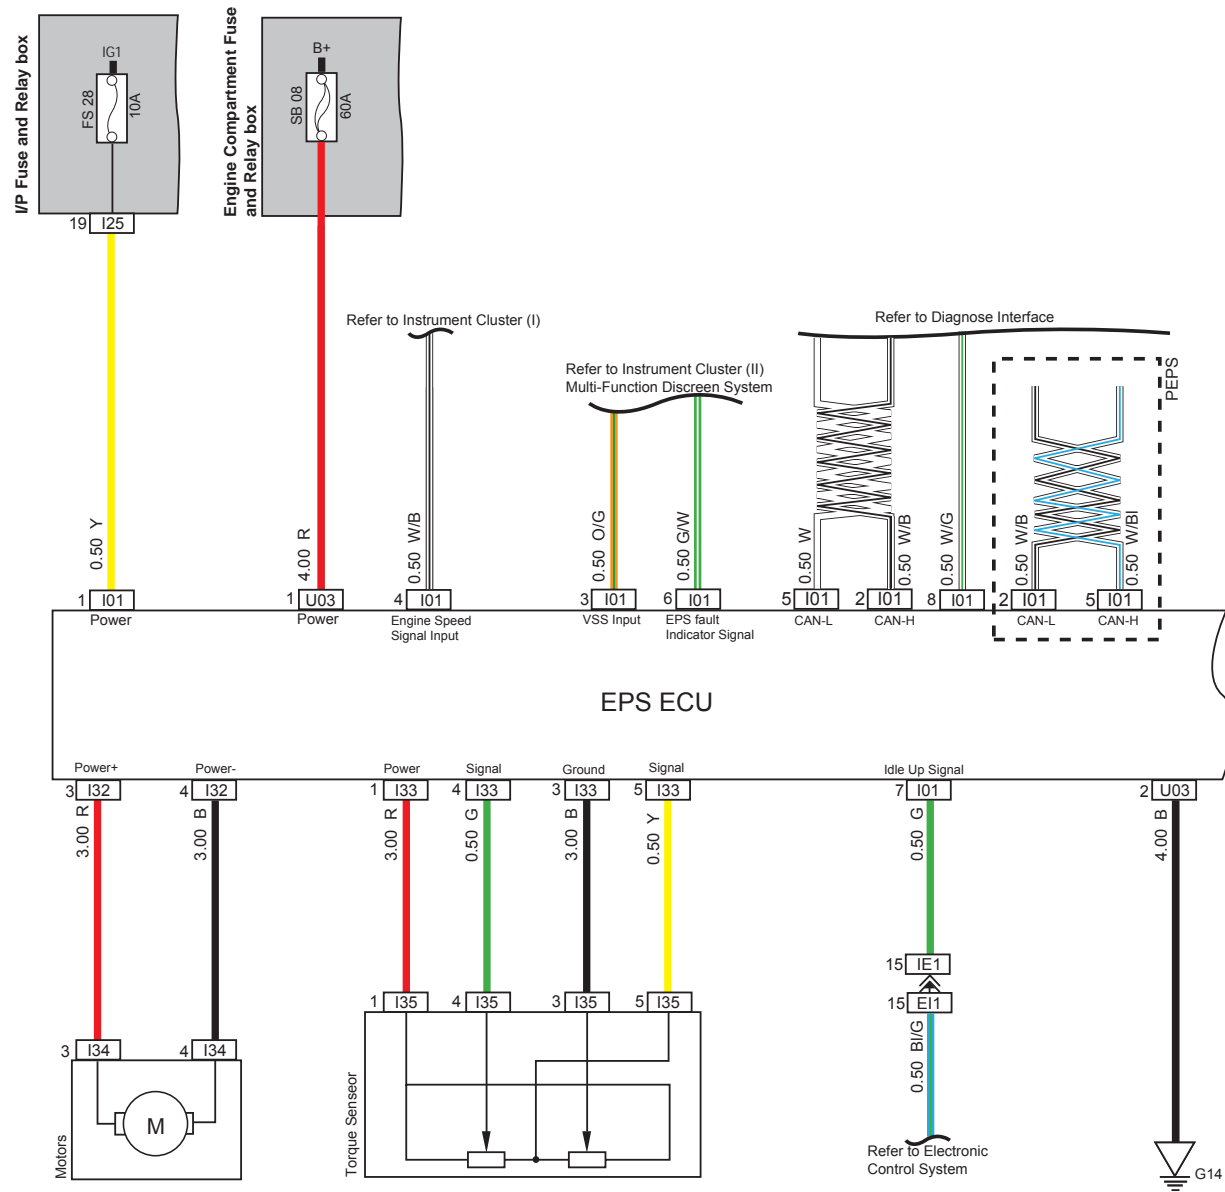 I/P Fuse and Relay box
IG1
FS 28
10A
19 I25
Engine Compartment Fuse
and Relay box
B+
SB 08
60A
Refer to Instrument Cluster (I)
Refer to Instrument Cluster (II)
Multi-Function Discreen System
Refer to Diagnose Interface
PEPS
0.50 Y
4.00 R
0.50 W/B
0.50 O/G
0.50 G/W
0.50 W
0.50 W/B
0.50 W/G
0.50 W/B
0.50 W/Bl
1 I01
Power
1 U03
Power
4 I01
Engine Speed
Signal Input
3 I01
VSS Input
6 I01
EPS fault
Indicator Signal
5 I01
CAN-L
2 I01
CAN-H
8 I01
2 I01
CAN-L
5 I01
CAN-H
EPS ECU
Power+
3 I32
Power-
4 I32
Power
1 I33
Signal
4 I33
Ground
3 I33
Signal
5 I33
Idle Up Signal
7 I01
2 U03
3.00 R
3.00 B
3.00 R
0.50 G
3.00 B
0.50 Y
0.50 G
4.00 B
15 IE1
15 EI1
0.50 Bl/G
1 I35
4 I35
3 I35
5 I35
3 I34
4 I34
M
Motors
Torque Senseor
Refer to Electronic
Control System
G14